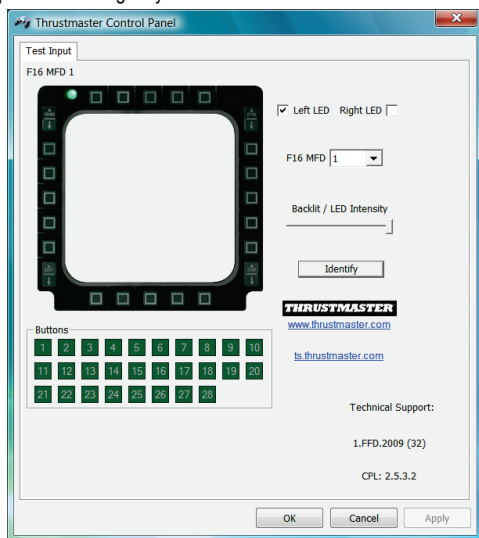 Thrustmaster Control Panel
Test Input
F16 MFD 1
Left LED Right LED
F16 MFD 1
Backlit / LED Intensity
Identify
THRUSTMASTER
www.thrustmaster.com
ts.thrustmaster.com
Buttons
1 2 3 4 5 6 7 8 9 10
11 12 13 14 15 16 17 18 19 20
21 22 23 24 25 26 27 28
Technical Support:
1.FFD.2009 (32)
CPL: 2.5.3.2
OK Cancel Apply